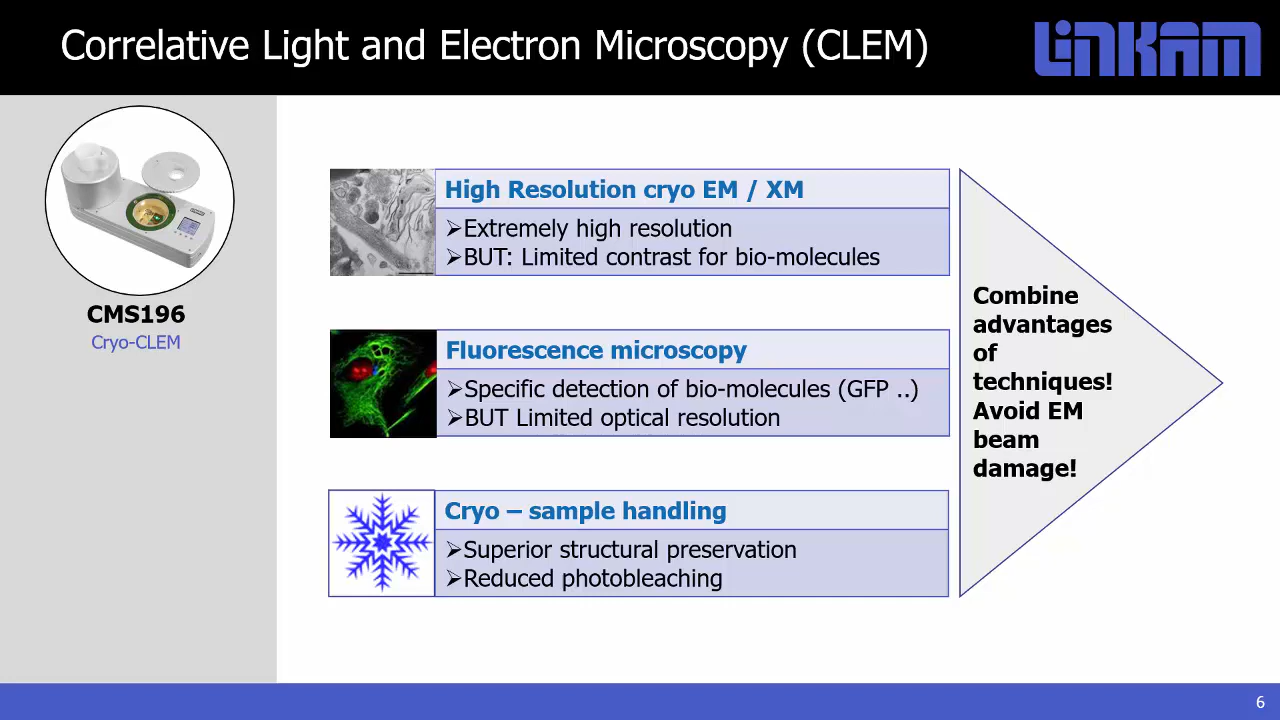 Correlative Light and Electron Microscopy (CLEM)
LINKAM
CMS196
Cryo-CLEM
High Resolution cryo EM / XM
➢Extremely high resolution
➢BUT: Limited contrast for bio-molecules
Fluorescence microscopy
➢Specific detection of bio-molecules (GFP ..)
➢BUT Limited optical resolution
Cryo – sample handling
➢Superior structural preservation
➢Reduced photobleaching
Combine
advantages
of
techniques!
Avoid EM
beam
damage!
6